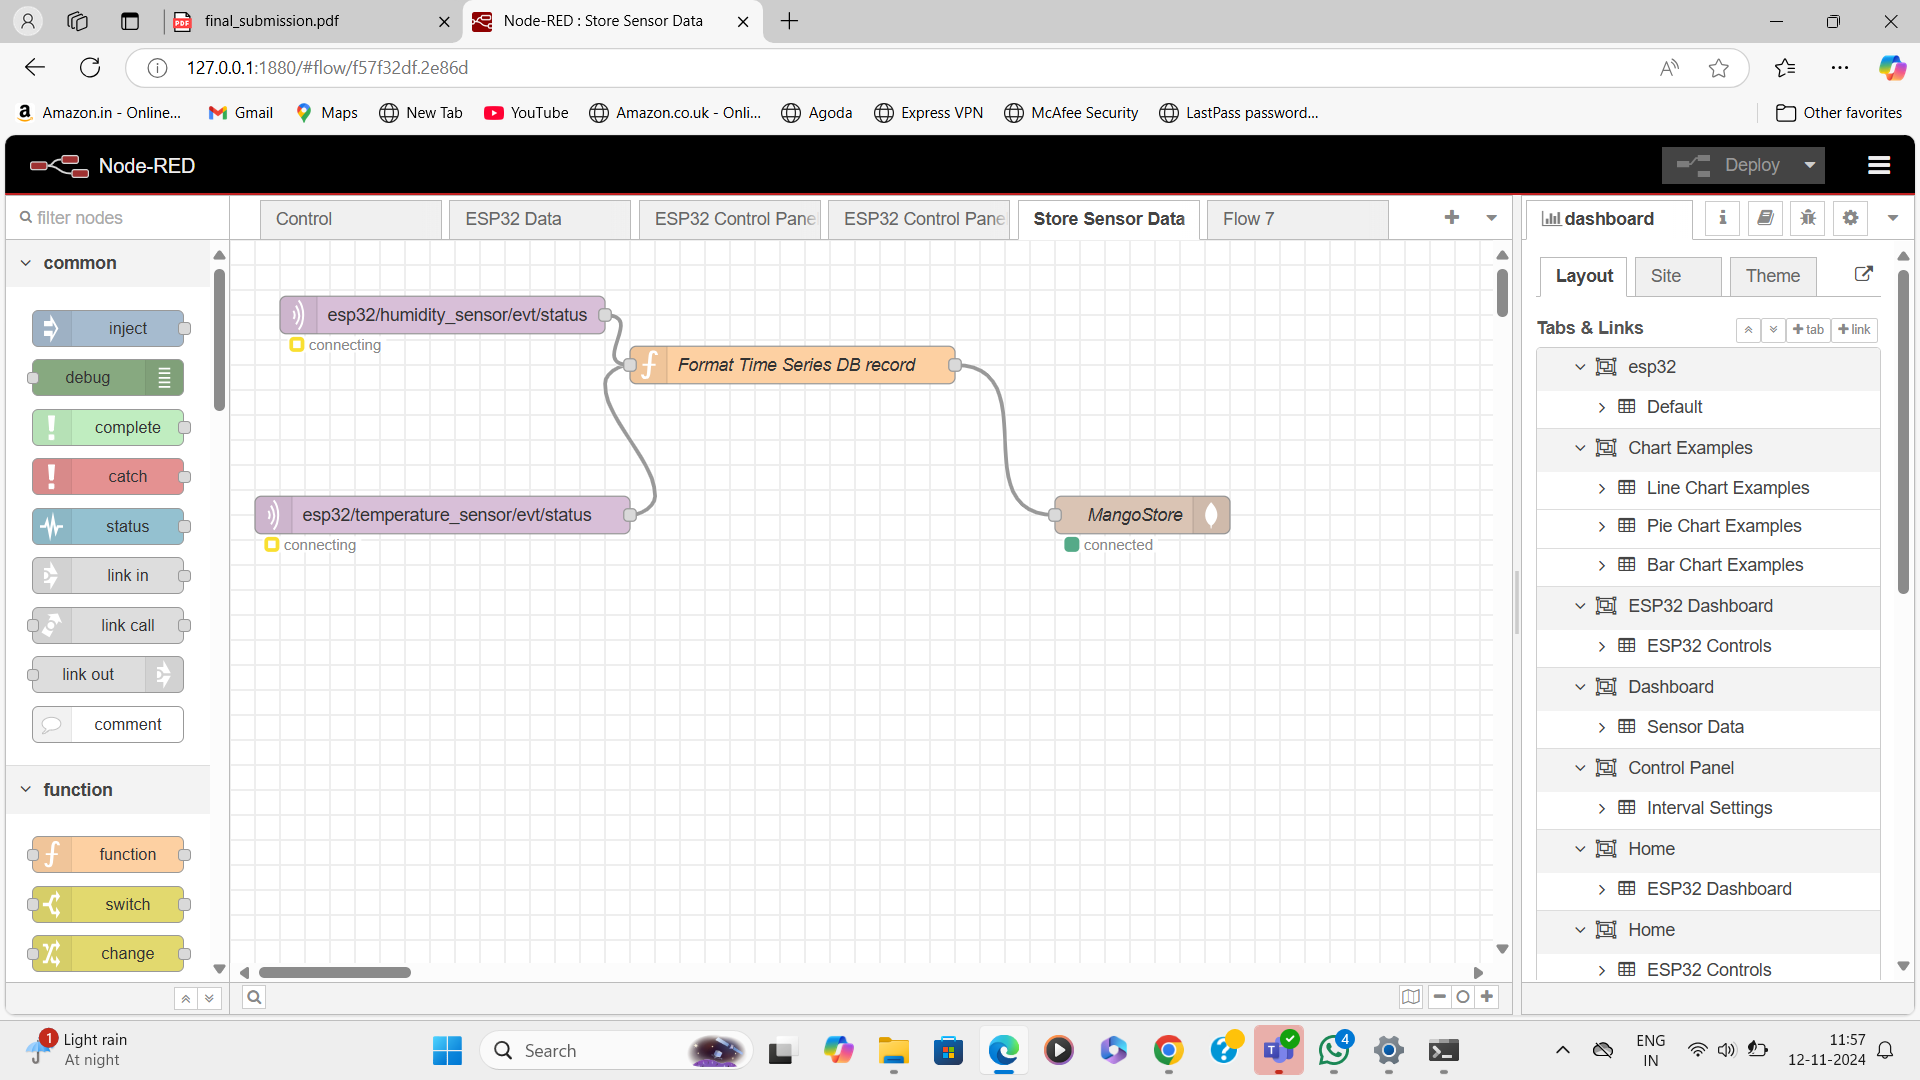 final_submission.pdf
Node-RED : Store Sensor Data
127.0.0.1:1880/#flow/f57f32df.2e86d
Amazon.in - Online...
Gmail
Maps
New Tab
YouTube
Amazon.co.uk - Onli...
Agoda
Express VPN
McAfee Security
LastPass password...
Other favorites
Node-RED
Deploy
filter nodes
Control
ESP32 Data
ESP32 Control Pane
ESP32 Control Pane
Store Sensor Data
Flow 7
dashboard
common
inject
debug
complete
catch
status
link in
link call
link out
comment
function
function
switch
change
esp32/humidity_sensor/evt/status
connecting
Format Time Series DB record
esp32/temperature_sensor/evt/status
connecting
MangoStore
connected
Layout
Site
Theme
Tabs & Links
tab
link
esp32
Default
Chart Examples
Line Chart Examples
Pie Chart Examples
Bar Chart Examples
ESP32 Dashboard
ESP32 Controls
Dashboard
Sensor Data
Control Panel
Interval Settings
Home
ESP32 Dashboard
Home
ESP32 Controls
1
Light rain
At night
Search
4
ENG
IN
11:57
12-11-2024